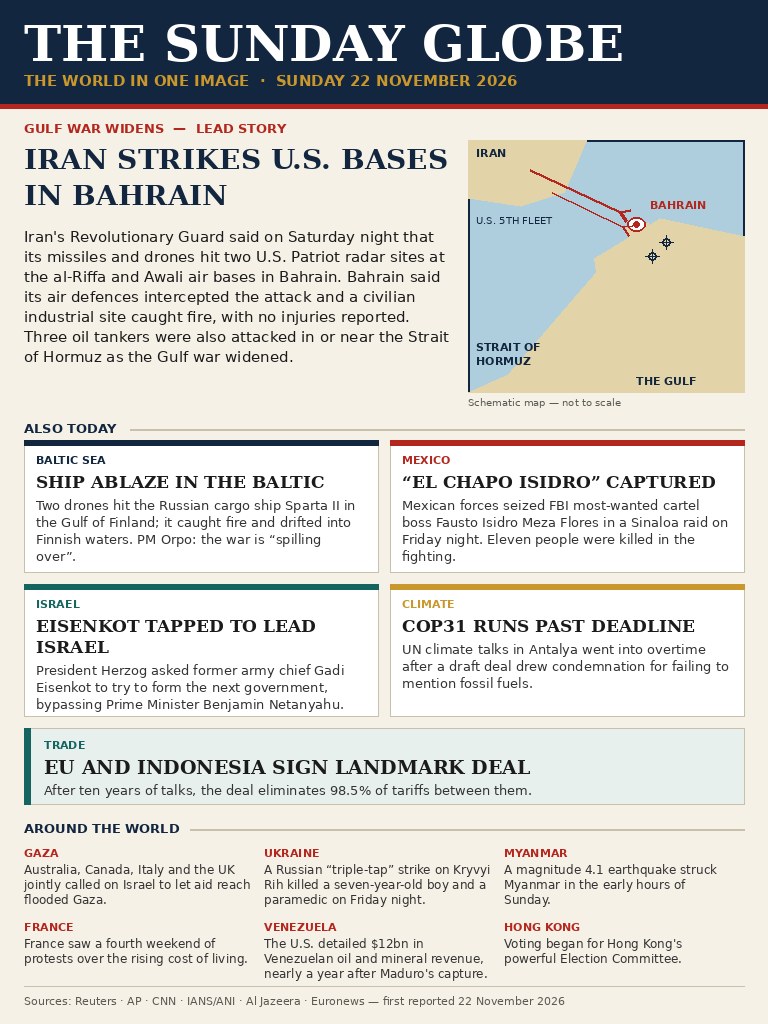 THE SUNDAY GLOBE
THE WORLD IN ONE IMAGE · SUNDAY 22 NOVEMBER 2026
GULF WAR WIDENS — LEAD STORY
IRAN STRIKES U.S. BASES
IN BAHRAIN
Iran's Revolutionary Guard said on Saturday night that
its missiles and drones hit two U.S. Patriot radar sites at
the al-Riffa and Awali air bases in Bahrain. Bahrain said
its air defences intercepted the attack and a civilian
industrial site caught fire, with no injuries reported.
Three oil tankers were also attacked in or near the Strait
of Hormuz as the Gulf war widened.
IRAN
BAHRAIN
U.S. 5TH FLEET
STRAIT OF
HORMUZ
THE GULF
Schematic map — not to scale
ALSO TODAY
BALTIC SEA
SHIP ABLAZE IN THE BALTIC
Two drones hit the Russian cargo ship Sparta II in
the Gulf of Finland; it caught fire and drifted into
Finnish waters. PM Orpo: the war is “spilling
over”.
MEXICO
“EL CHAPO ISIDRO” CAPTURED
Mexican forces seized FBI most-wanted cartel
boss Fausto Isidro Meza Flores in a Sinaloa raid on
Friday night. Eleven people were killed in the
fighting.
ISRAEL
EISENKOT TAPPED TO LEAD
ISRAEL
President Herzog asked former army chief Gadi
Eisenkot to try to form the next government,
bypassing Prime Minister Benjamin Netanyahu.
CLIMATE
COP31 RUNS PAST DEADLINE
UN climate talks in Antalya went into overtime
after a draft deal drew condemnation for failing to
mention fossil fuels.
TRADE
EU AND INDONESIA SIGN LANDMARK DEAL
After ten years of talks, the deal eliminates 98.5% of tariffs between them.
AROUND THE WORLD
GAZA
Australia, Canada, Italy and the UK
jointly called on Israel to let aid reach
flooded Gaza.
UKRAINE
A Russian “triple-tap” strike on Kryvyi
Rih killed a seven-year-old boy and a
paramedic on Friday night.
MYANMAR
A magnitude 4.1 earthquake struck
Myanmar in the early hours of
Sunday.
FRANCE
France saw a fourth weekend of
protests over the rising cost of living.
VENEZUELA
The U.S. detailed $12bn in
Venezuelan oil and mineral revenue,
nearly a year after Maduro's capture.
HONG KONG
Voting began for Hong Kong's
powerful Election Committee.
Sources: Reuters · AP · CNN · IANS/ANI · Al Jazeera · Euronews — first reported 22 November 2026